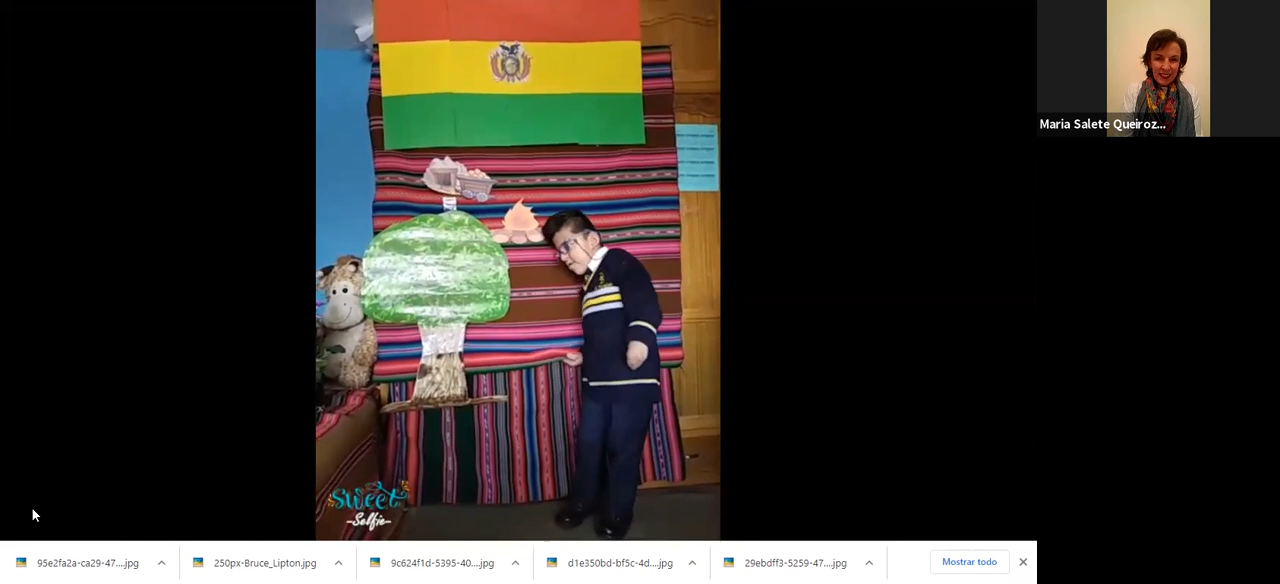 Maria Salete Queiroz...
Sweet
-Selfie-
95e2fa2a-ca29-47....jpg
250px-Bruce_Lipton.jpg
9c624f1d-5395-40....jpg
d1e350bd-bf5c-4d....jpg
29ebdff3-5259-47....jpg
Mostrar todo